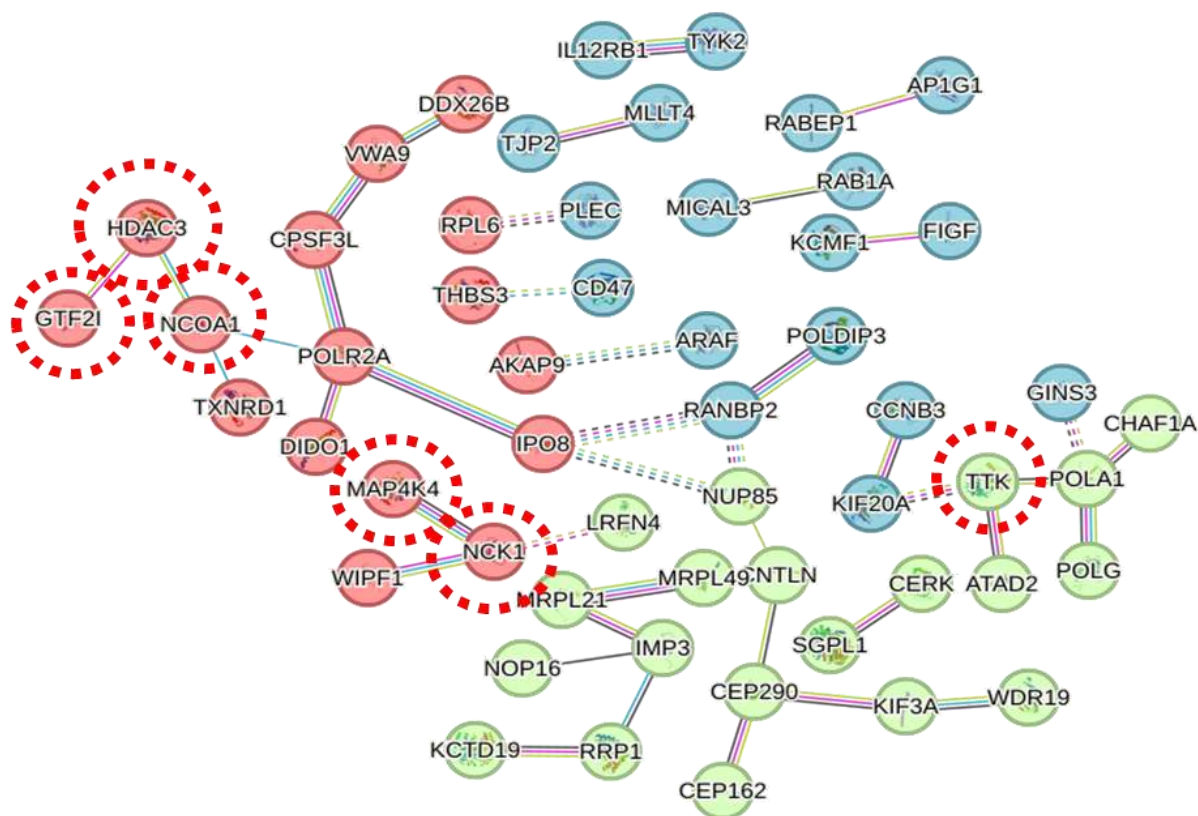 IL12RB1
TYK2
DDX26B
MLLT4
AP1G1
TJP2
RABEP1
VWA9
RAB1A
HDAC3
CPSF3L
RPL6
PLEC
MICAL3
KCMF1
FIGF
GTF2I
NCOA1
THBS3
CD47
POLR2A
AKAP9
ARAF
POLDIP3
TXNRD1
RANBP2
CCNB3
GINS3
CHAF1A
DIDO1
IPO8
MAP4K4
NUP85
KIF20A
TTK
POLA1
NCK1
LRFN4
WIPF1
MRPL21
MRPL49
CNTLN
CERK
ATAD2
POLG
NOP16
IMP3
SGPL1
CEP290
KIF3A
WDR19
KCTD19
RRP1
CEP162